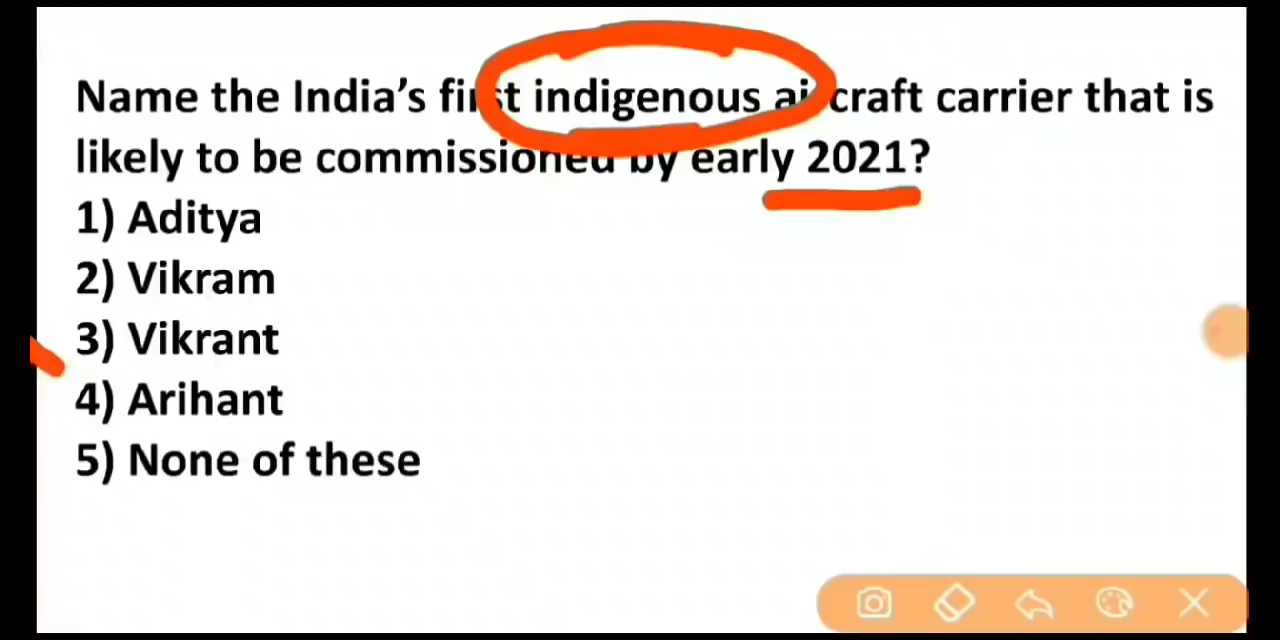 Name the India's first indigenous aircraft carrier that is
likely to be commissioned by early 2021?
1) Aditya
2) Vikram
3) Vikrant
4) Arihant
5) None of these